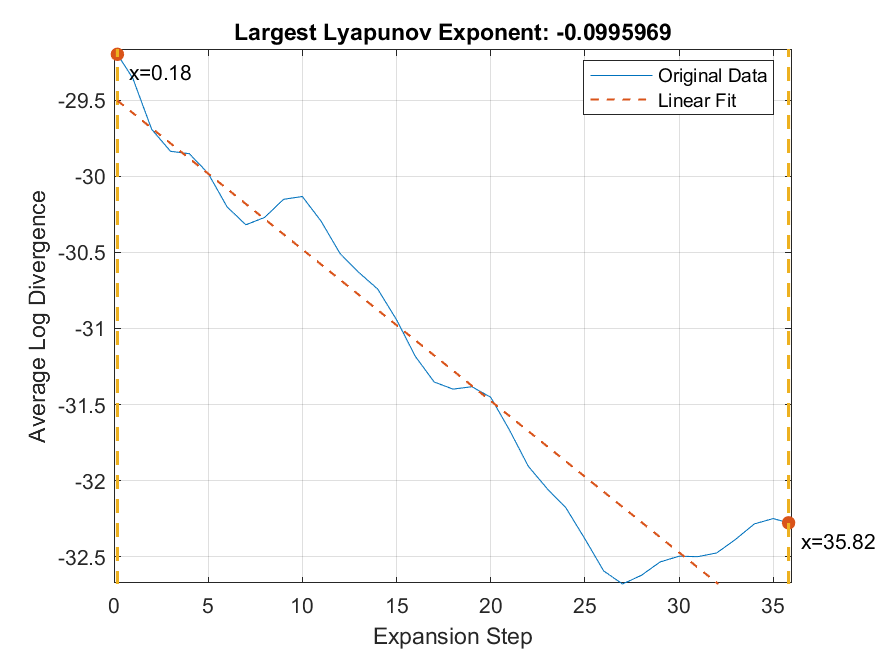 Largest Lyapunov Exponent: -0.0995969
x=0.18
Original Data
Linear Fit
-29.5
-30
-30.5
-31
-31.5
-32
-32.5
Average Log Divergence
x=35.82
0 5 10 15 20 25 30 35
Expansion Step